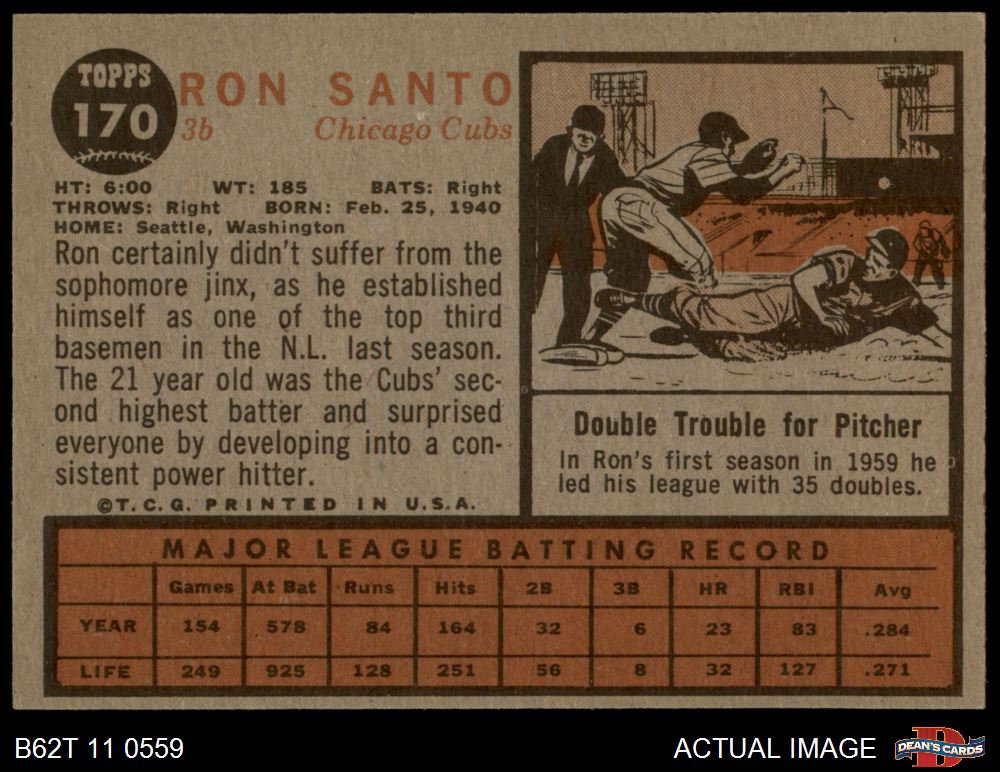 TOPPS
170
RON SANTO
3b Chicago Cubs
HT: 6:00 WT: 185 BATS: Right
THROWS: Right BORN: Feb. 25, 1940
HOME: Seattle, Washington
Ron certainly didn't suffer from the
sophomore jinx, as he established
himself as one of the top third
basemen in the N.L. last season.
The 21 year old was the Cubs' sec-
ond highest batter and surprised
everyone by developing into a con-
sistent power hitter.
©T.C.G. PRINTED IN U.S.A.
Double Trouble for Pitcher
In Ron's first season in 1959 he
led his league with 35 doubles.
MAJOR LEAGUE BATTING RECORD
Games At Bat Runs Hits 2B 3B HR RBI Avg
YEAR 154 578 84 164 32 6 23 83 .284
LIFE 249 925 128 251 56 8 32 127 .271
B62T 11 0559 ACTUAL IMAGE DEAN'S CARDS